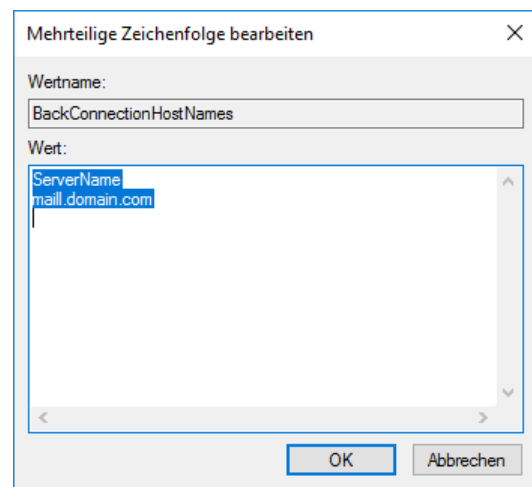 Mehrteilige Zeichenfolge bearbeiten
Wertname:
BackConnectionHostNames
Wert:
ServerName
maill.domain.com
OK
Abbrechen